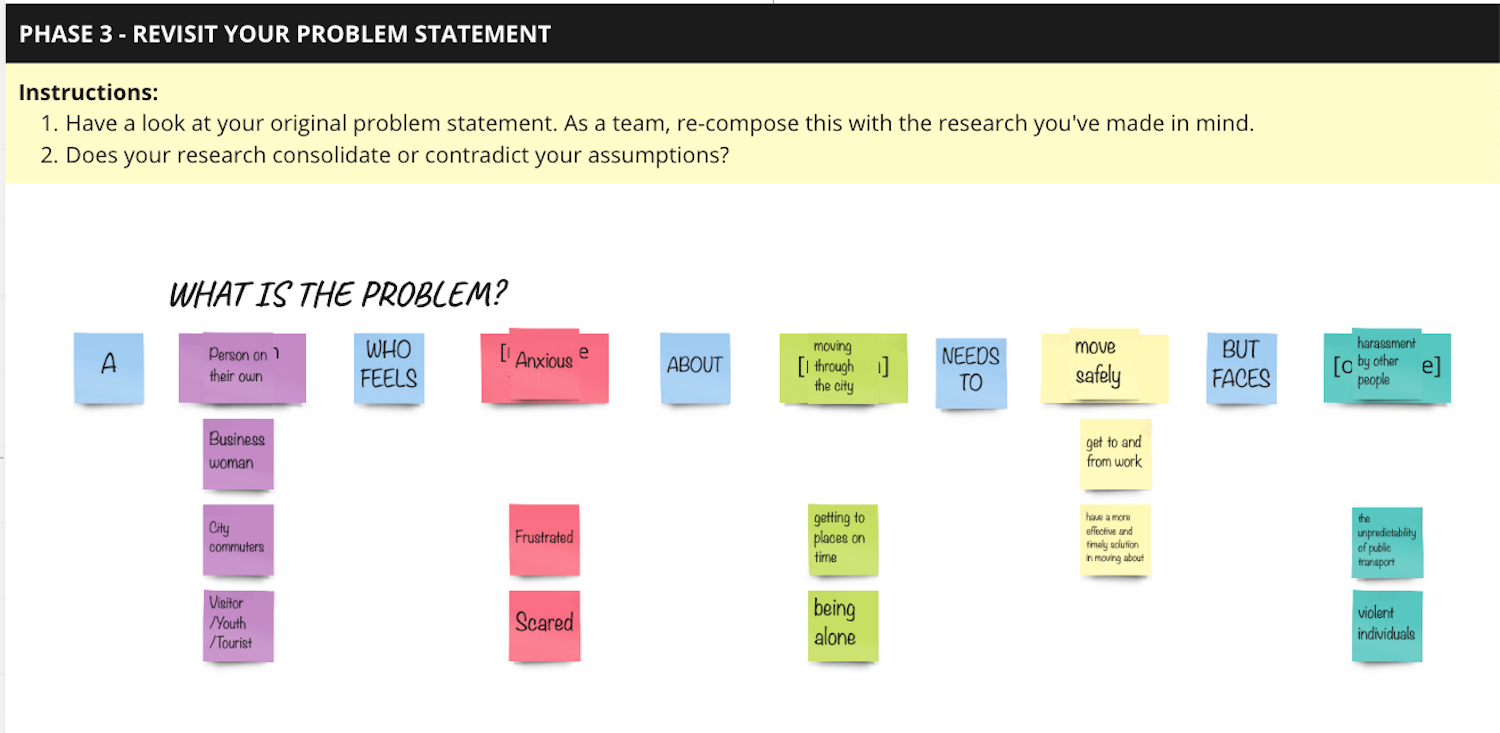 PHASE 3 - REVISIT YOUR PROBLEM STATEMENT
Instructions:
1. Have a look at your original problem statement. As a team, re-compose this with the research you've made in mind.
2. Does your research consolidate or contradict your assumptions?
WHAT IS THE PROBLEM?
A
Person on
their own
WHO
FEELS
Anxious
ABOUT
moving
through
the city
NEEDS
TO
move
safely
BUT
FACES
harassment
by other
people
Business
woman
get to and
from work
City
commuters
Frustrated
getting to
places on
time
have a more
effective and
timely solution
in moving about
the
unpredictability
of public
transport
Visitor
/Youth
/Tourist
Scared
being
alone
violent
individuals